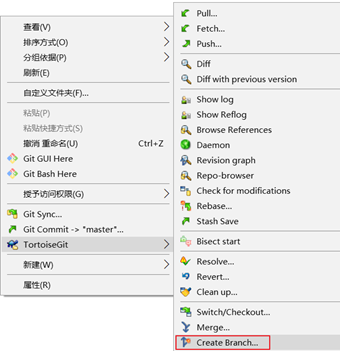 查看(V)
排序方式(O)
分组依据(P)
刷新(E)
自定义文件夹(F)...
粘贴(P)
粘贴快捷方式(S)
撤消 重命名(U) Ctrl+Z
Git GUI Here
Git Bash Here
授予访问权限(G)
Git Sync...
Git Commit -> "master"...
TortoiseGit
新建(W)
属性(R)
Pull...
Fetch...
Push...
Diff
Diff with previous version
Show log
Show Reflog
Browse References
Daemon
Revision graph
Repo-browser
Check for modifications
Rebase...
Stash Save
Bisect start
Resolve...
Revert...
Clean up...
Switch/Checkout...
Merge...
Create Branch...